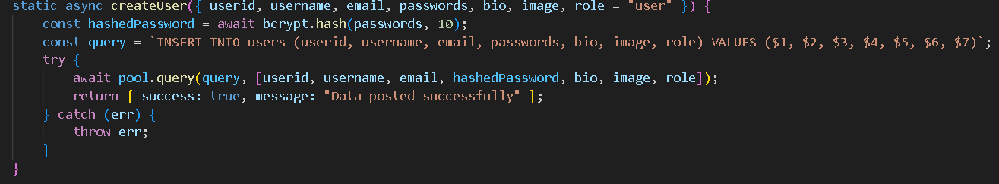 static async createUser({ userid, username, email, passwords, bio, image, role = "user" }) {
    const hashedPassword = await bcrypt.hash(passwords, 10);
    const query = `INSERT INTO users (userid, username, email, passwords, bio, image, role) VALUES ($1, $2, $3, $4, $5, $6, $7)`;
    try {
        await pool.query(query, [userid, username, email, hashedPassword, bio, image, role]);
        return { success: true, message: "Data posted successfully" };
    } catch (err) {
        throw err;
    }
}